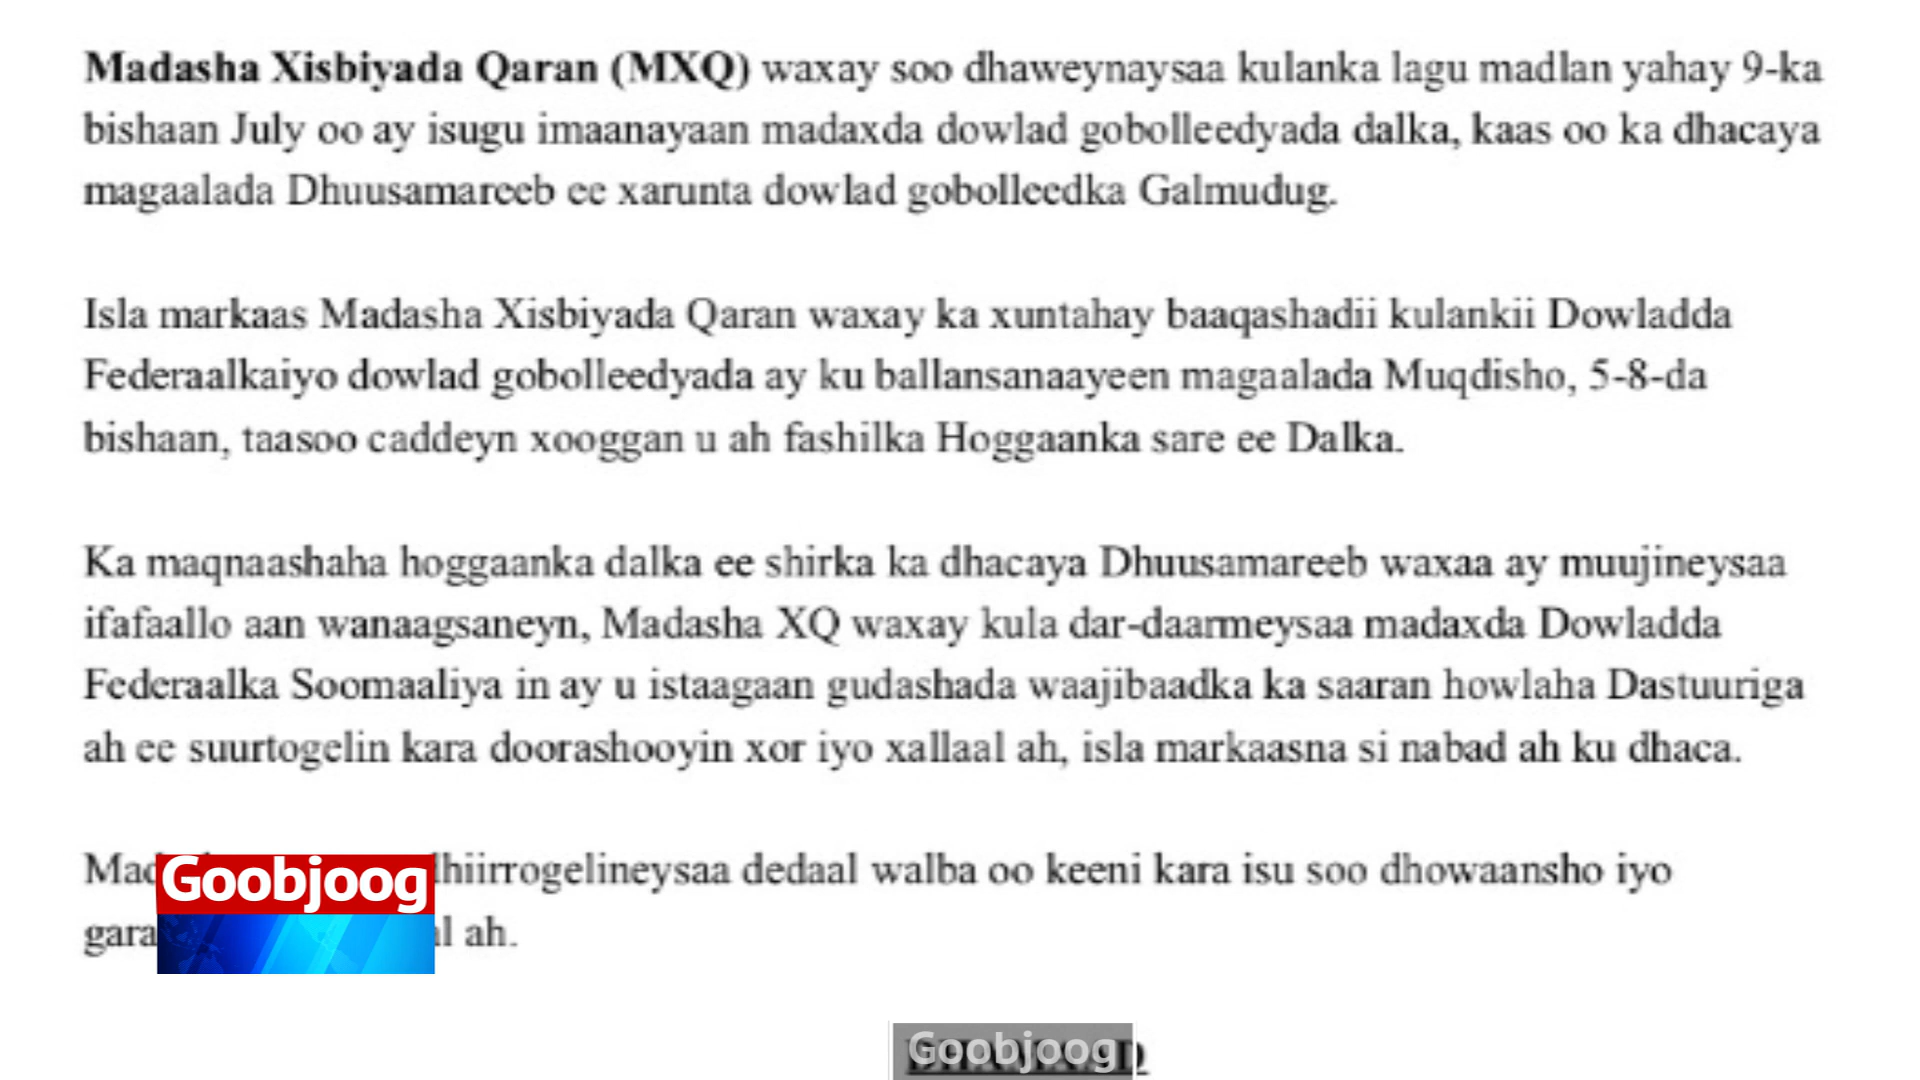 Madasha Xisbiyada Qaran (MXQ) waxay soo dhaweynaysaa kulanka lagu madlan yahay 9-ka
bishaan July oo ay isugu imaanayaan madaxda dowlad gobolleedyada dalka, kaas oo ka dhacaya
magaalada Dhuusamareeb ee xarunta dowlad gobolleedka Galmudug.
Isla markaas Madasha Xisbiyada Qaran waxay ka xuntahay baaqashadii kulankii Dowladda
Federaalkaiyo dowlad gobolleedyada ay ku ballansanaayeen magaalada Muqdisho, 5-8-da
bishaan, taasoo caddeyn xooggan u ah fashilka Hoggaanka sare ee Dalka.
Ka maqnaashaha hoggaanka dalka ee shirka ka dhacaya Dhuusamareeb waxaa ay muujineysaa
ifafaallo aan wanaagsaneyn, Madasha XQ waxay kula dar-daarmeysaa madaxda Dowladda
Federaalka Soomaaliya in ay u istaagaan gudashada waajibaadka ka saaran howlaha Dastuuriga
ah ee suurtogelin kara doorashooyin xor iyo xallaal ah, isla markaasna si nabad ah ku dhaca.
dedaal walba oo keeni kara isu soo dhowaansho iyo
ah.
Goobjoog
Goobjoog